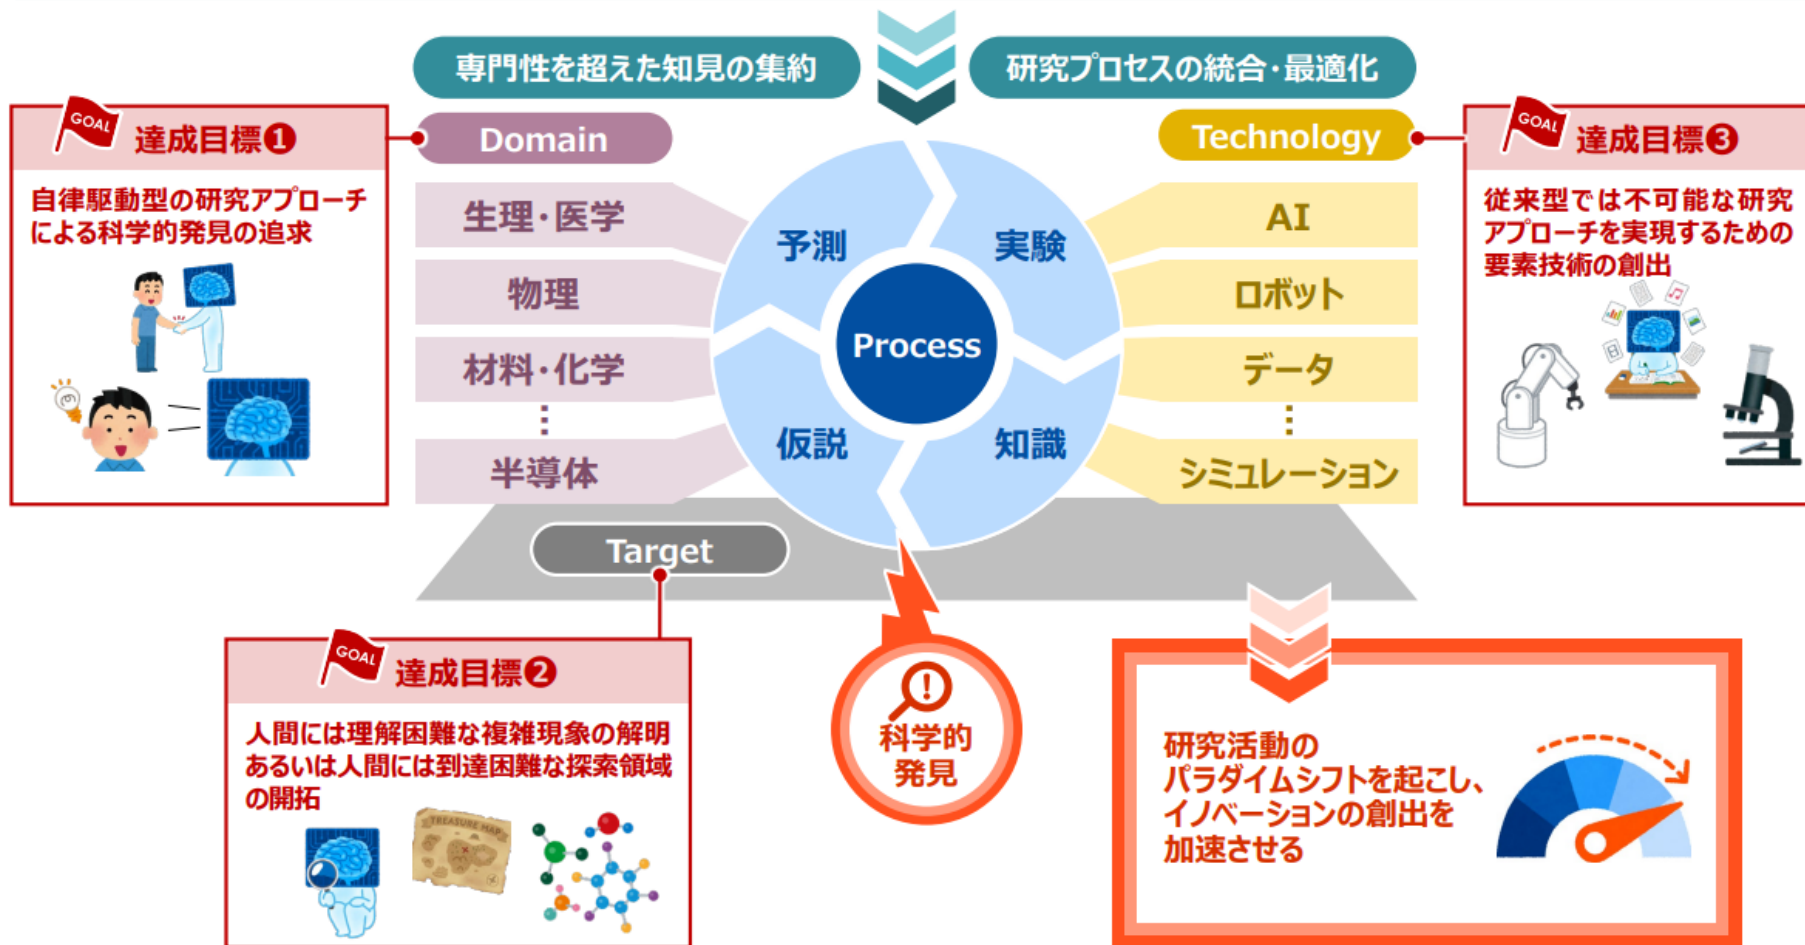 専門性を超えた知見の集約
研究プロセスの統合・最適化
GOAL
達成目標❶
自律駆動型の研究アプローチ
による科学的発見の追求
Domain
生理・医学
物理
材料・化学
⋮
半導体
予測
実験
Process
仮説
知識
Technology
AI
ロボット
データ
⋮
シミュレーション
GOAL
達成目標❸
従来型では不可能な研究
アプローチを実現するための
要素技術の創出
Target
GOAL
達成目標❷
人間には理解困難な複雑現象の解明
あるいは人間には到達困難な探索領域
の開拓
TREASURE MAP
科学的
発見
研究活動の
パラダイムシフトを起こし、
イノベーションの創出を
加速させる